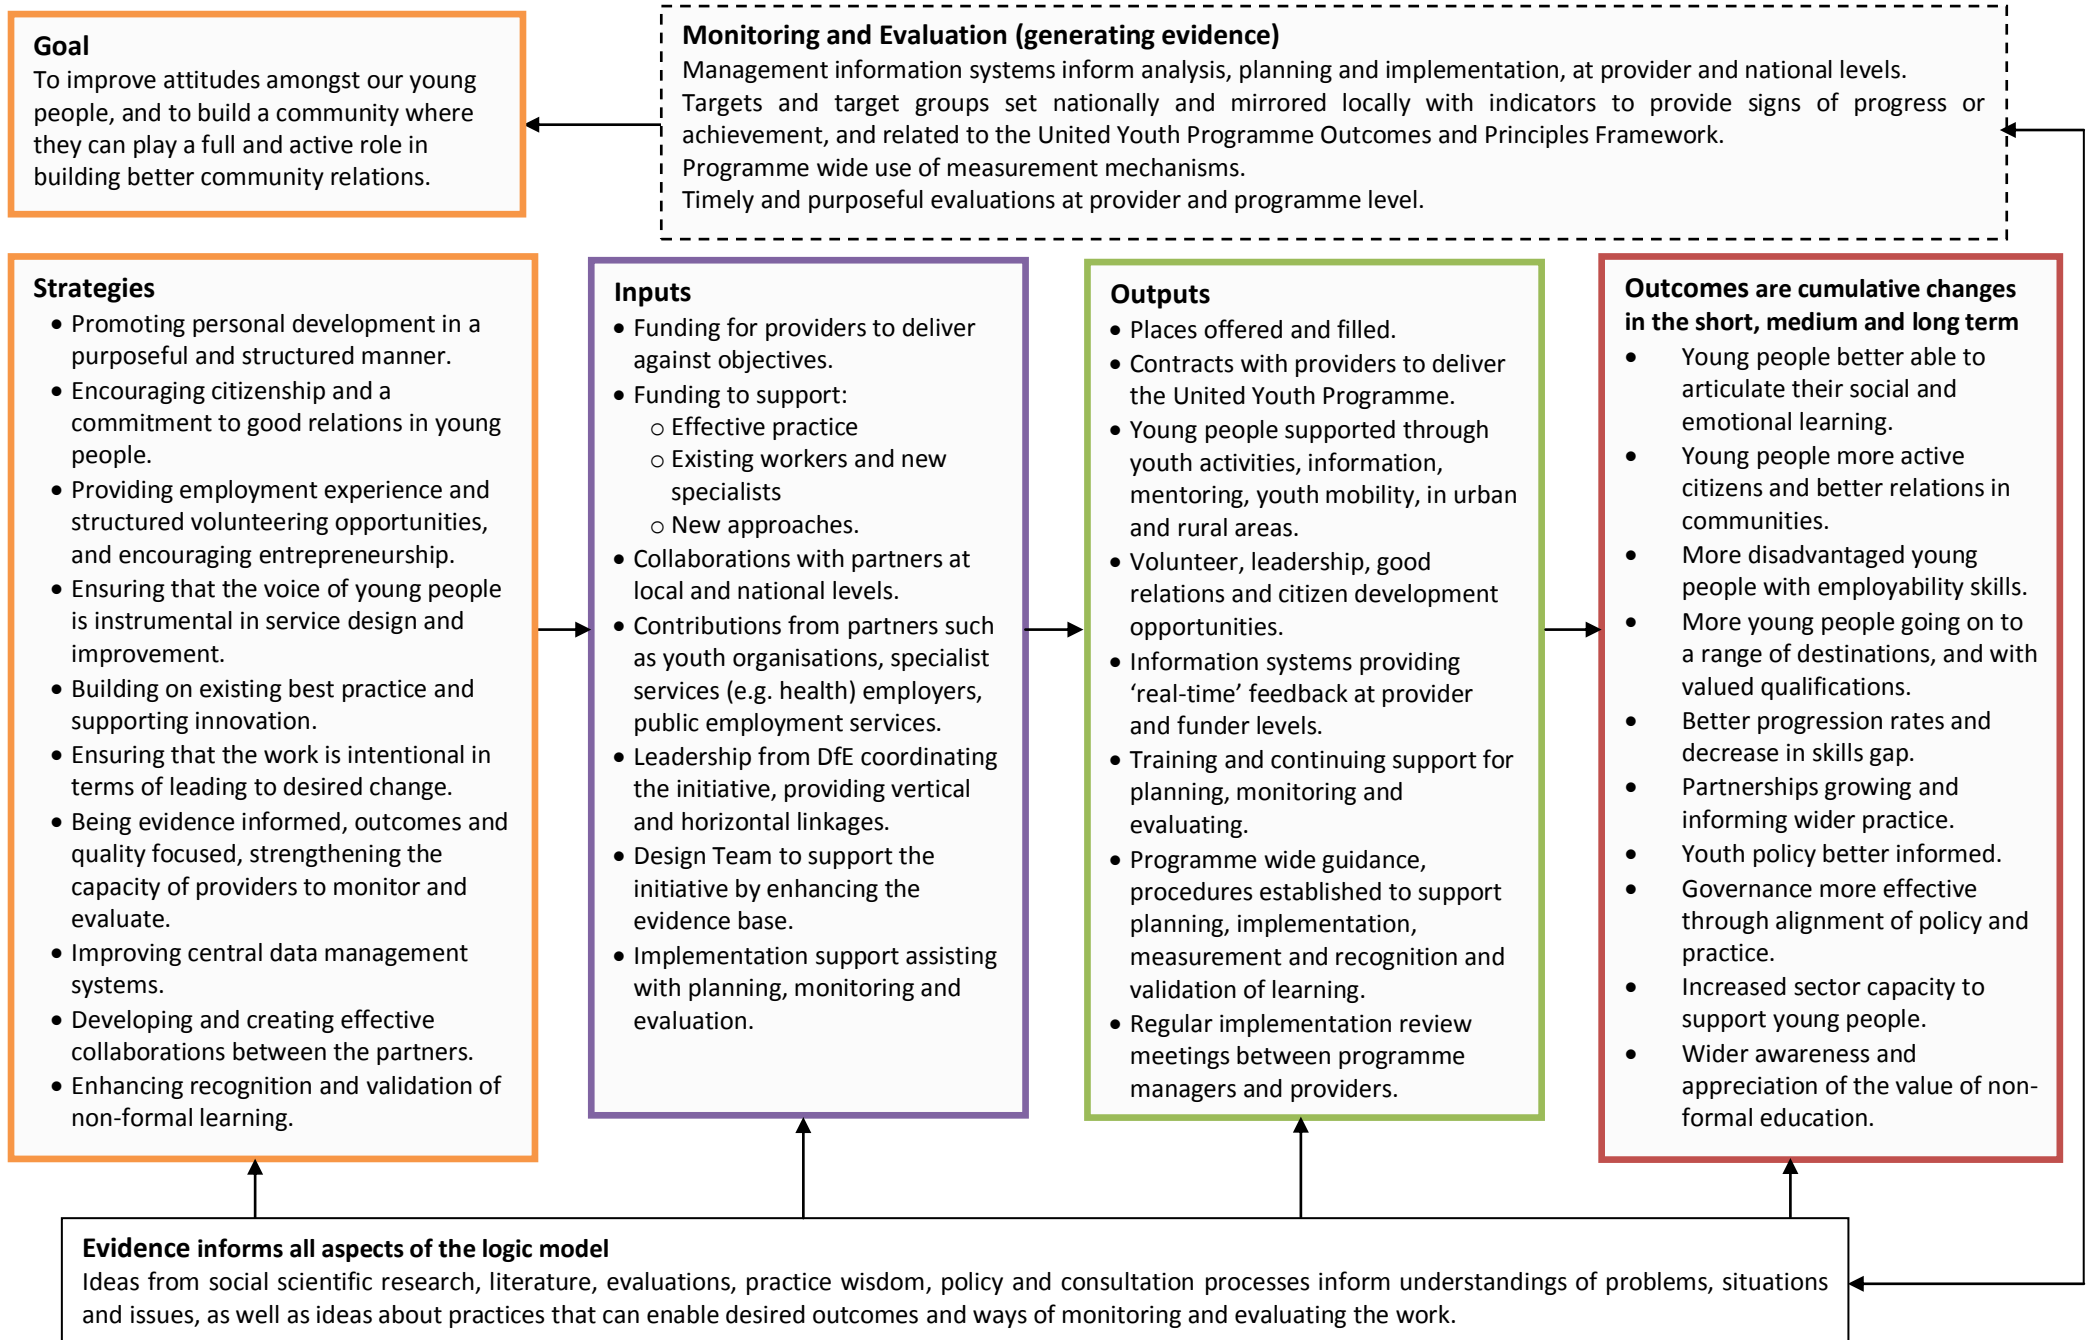 Goal
To improve attitudes amongst our young
people, and to build a community where
they can play a full and active role in
building better community relations.
Monitoring and Evaluation (generating evidence)
Management information systems inform analysis, planning and implementation, at provider and national levels.
Targets and target groups set nationally and mirrored locally with indicators to provide signs of progress or
achievement, and related to the United Youth Programme Outcomes and Principles Framework.
Programme wide use of measurement mechanisms.
Timely and purposeful evaluations at provider and programme level.
Strategies
• Promoting personal development in a
purposeful and structured manner.
• Encouraging citizenship and a
commitment to good relations in young
people.
• Providing employment experience and
structured volunteering opportunities,
and encouraging entrepreneurship.
• Ensuring that the voice of young people
is instrumental in service design and
improvement.
• Building on existing best practice and
supporting innovation.
• Ensuring that the work is intentional in
terms of leading to desired change.
• Being evidence informed, outcomes and
quality focused, strengthening the
capacity of providers to monitor and
evaluate.
• Improving central data management
systems.
• Developing and creating effective
collaborations between the partners.
• Enhancing recognition and validation of
non-formal learning.
Inputs
• Funding for providers to deliver
against objectives.
• Funding to support:
o Effective practice
o Existing workers and new
specialists
o New approaches.
• Collaborations with partners at
local and national levels.
• Contributions from partners such
as youth organisations, specialist
services (e.g. health) employers,
public employment services.
• Leadership from DfE coordinating
the initiative, providing vertical
and horizontal linkages.
• Design Team to support the
initiative by enhancing the
evidence base.
• Implementation support assisting
with planning, monitoring and
evaluation.
Outputs
• Places offered and filled.
• Contracts with providers to deliver
the United Youth Programme.
• Young people supported through
youth activities, information,
mentoring, youth mobility, in urban
and rural areas.
• Volunteer, leadership, good
relations and citizen development
opportunities.
• Information systems providing
‘real-time’ feedback at provider
and funder levels.
• Training and continuing support for
planning, monitoring and
evaluating.
• Programme wide guidance,
procedures established to support
planning, implementation,
measurement and recognition and
validation of learning.
• Regular implementation review
meetings between programme
managers and providers.
Outcomes are cumulative changes
in the short, medium and long term
• Young people better able to
articulate their social and
emotional learning.
• Young people more active
citizens and better relations in
communities.
• More disadvantaged young
people with employability skills.
• More young people going on to
a range of destinations, and with
valued qualifications.
• Better progression rates and
decrease in skills gap.
• Partnerships growing and
informing wider practice.
• Youth policy better informed.
• Governance more effective
through alignment of policy and
practice.
• Increased sector capacity to
support young people.
• Wider awareness and
appreciation of the value of non-
formal education.
Evidence informs all aspects of the logic model
Ideas from social scientific research, literature, evaluations, practice wisdom, policy and consultation processes inform understandings of problems, situations
and issues, as well as ideas about practices that can enable desired outcomes and ways of monitoring and evaluating the work.